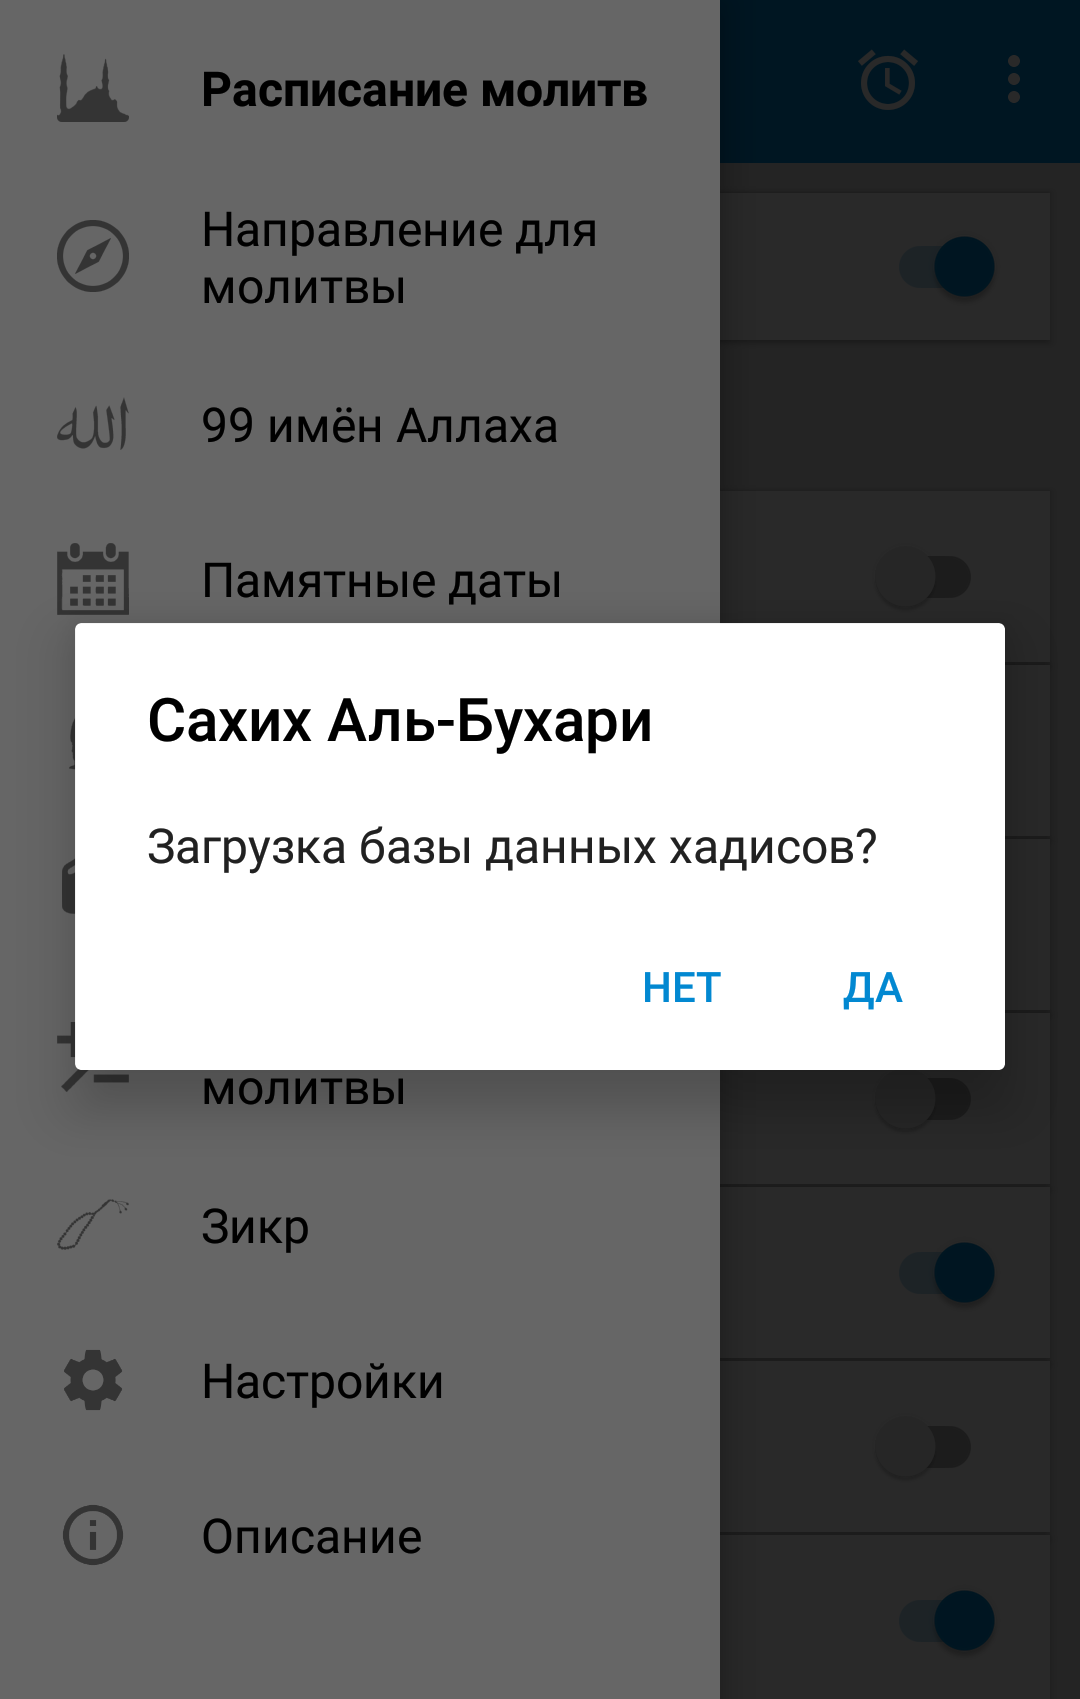 Расписание молитв
Направление для
молитвы
99 имён Аллаха
Памятные даты
Сахих Аль-Бухари
Загрузка базы данных хадисов?
НЕТ ДА
молитвы
Зикр
Настройки
Описание